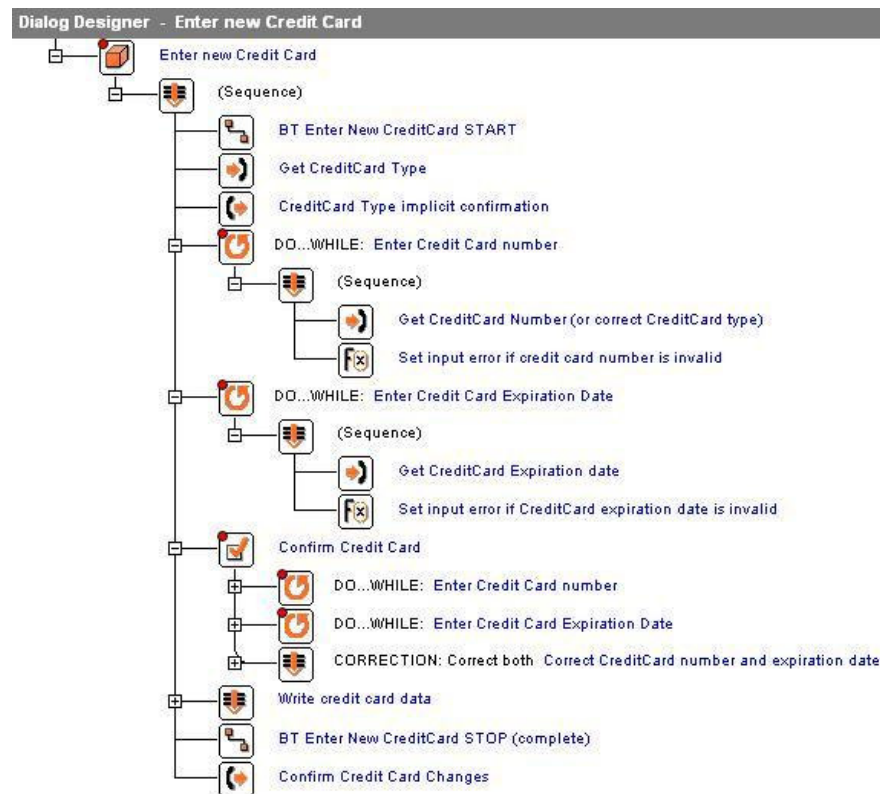 Dialog Designer - Enter new Credit Card
Enter new Credit Card
(Sequence)
BT Enter New CreditCard START
Get CreditCard Type
CreditCard Type implicit confirmation
DO...WHILE: Enter Credit Card number
(Sequence)
Get CreditCard Number (or correct CreditCard type)
F(x) Set input error if credit card number is invalid
DO...WHILE: Enter Credit Card Expiration Date
(Sequence)
Get CreditCard Expiration date
F(x) Set input error if CreditCard expiration date is invalid
Confirm Credit Card
DO...WHILE: Enter Credit Card number
DO...WHILE: Enter Credit Card Expiration Date
CORRECTION: Correct both Correct CreditCard number and expiration date
Write credit card data
BT Enter New CreditCard STOP (complete)
Confirm Credit Card Changes